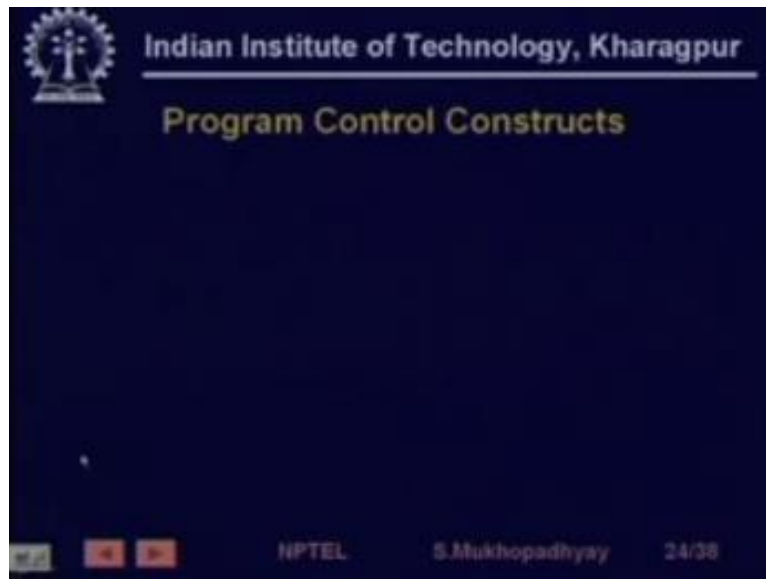 Indian Institute of Technology, Kharagpur
Program Control Constructs
NPTEL S.Mukhopadhyay 24/38